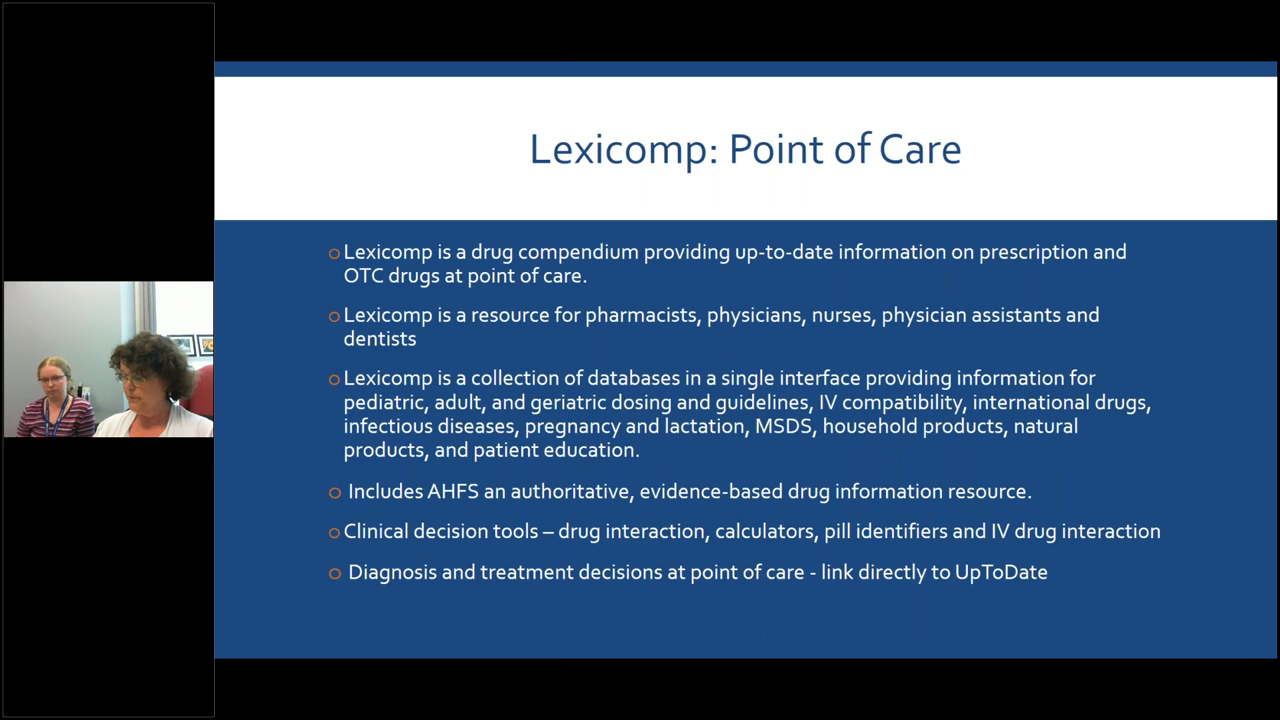 Lexicomp: Point of Care
Lexicomp is a drug compendium providing up-to-date information on prescription and
OTC drugs at point of care.
Lexicomp is a resource for pharmacists, physicians, nurses, physician assistants and
dentists
Lexicomp is a collection of databases in a single interface providing information for
pediatric, adult, and geriatric dosing and guidelines, IV compatibility, international drugs,
infectious diseases, pregnancy and lactation, MSDS, household products, natural
products, and patient education.
Includes AHFS an authoritative, evidence-based drug information resource.
Clinical decision tools – drug interaction, calculators, pill identifiers and IV drug interaction
Diagnosis and treatment decisions at point of care - link directly to UpToDate